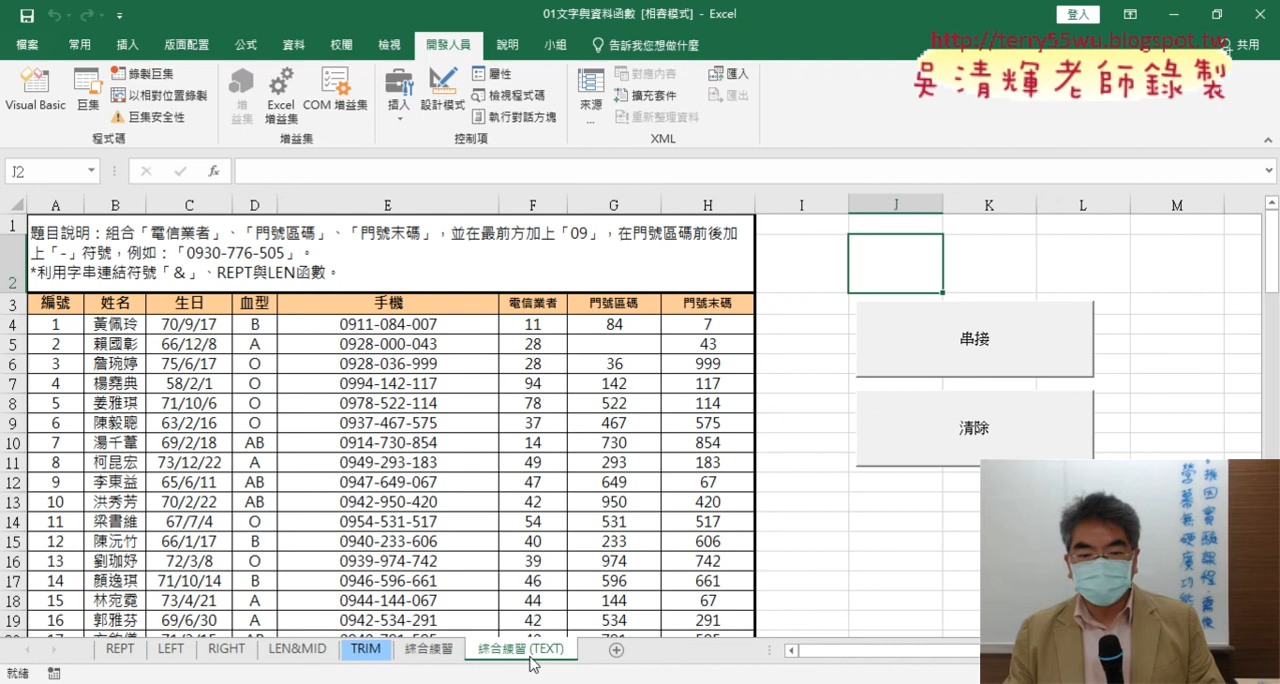 01文字與資料函數 [相容模式] - Excel
登入
檔案 常用 插入 版面配置 公式 資料 校閱 檢視 開發人員 說明 小組 告訴我您想做什麼 共用
http://terry55wu.blogspot.tw
吳清輝老師錄製
Visual Basic 巨集 錄製巨集 以相對位置錄製 巨集安全性
程式碼
增益集 Excel 增益集 COM 增益集
增益集
插入 設計模式 屬性 檢視程式碼 執行對話方塊
控制項
來源... 對應內容 擴充套件 重新整理資料 匯入 匯出
XML
J2 fx
A B C D E F G H I J K L M
1 題目說明：組合「電信業者」、「門號區碼」、「門號末碼」，並在最前方加上「09」，在門號區碼前後加
上「-」符號，例如：「0930-776-505」。
2 *利用字串連結符號「&」、REPT與LEN函數。
3 編號 姓名 生日 血型 手機 電信業者 門號區碼 門號末碼
4 1 黃佩玲 70/9/17 B 0911-084-007 11 84 7
5 2 賴國彰 66/12/8 A 0928-000-043 28 43
6 3 詹琬婷 75/6/17 O 0928-036-999 28 36 999
7 4 楊堯典 58/2/1 O 0994-142-117 94 142 117
8 5 姜雅琪 71/10/6 O 0978-522-114 78 522 114
9 6 陳毅聰 63/2/16 O 0937-467-575 37 467 575
10 7 湯千葦 69/2/18 AB 0914-730-854 14 730 854
11 8 柯昆宏 73/12/22 A 0949-293-183 49 293 183
12 9 李東益 65/6/11 AB 0947-649-067 47 649 67
13 10 洪秀芳 70/2/22 AB 0942-950-420 42 950 420
14 11 梁書維 67/7/4 O 0954-531-517 54 531 517
15 12 陳沅竹 66/1/17 B 0940-233-606 40 233 606
16 13 劉珈妤 72/3/8 O 0939-974-742 39 974 742
17 14 顏逸琪 71/10/14 B 0946-596-661 46 596 661
18 15 林宛霓 73/4/21 A 0944-144-067 44 144 67
19 16 郭雅芬 69/6/30 A 0942-534-291 42 534 291
串接
清除
REPT LEFT RIGHT LEN&MID TRIM 綜合練習 綜合練習 (TEXT)
就緒